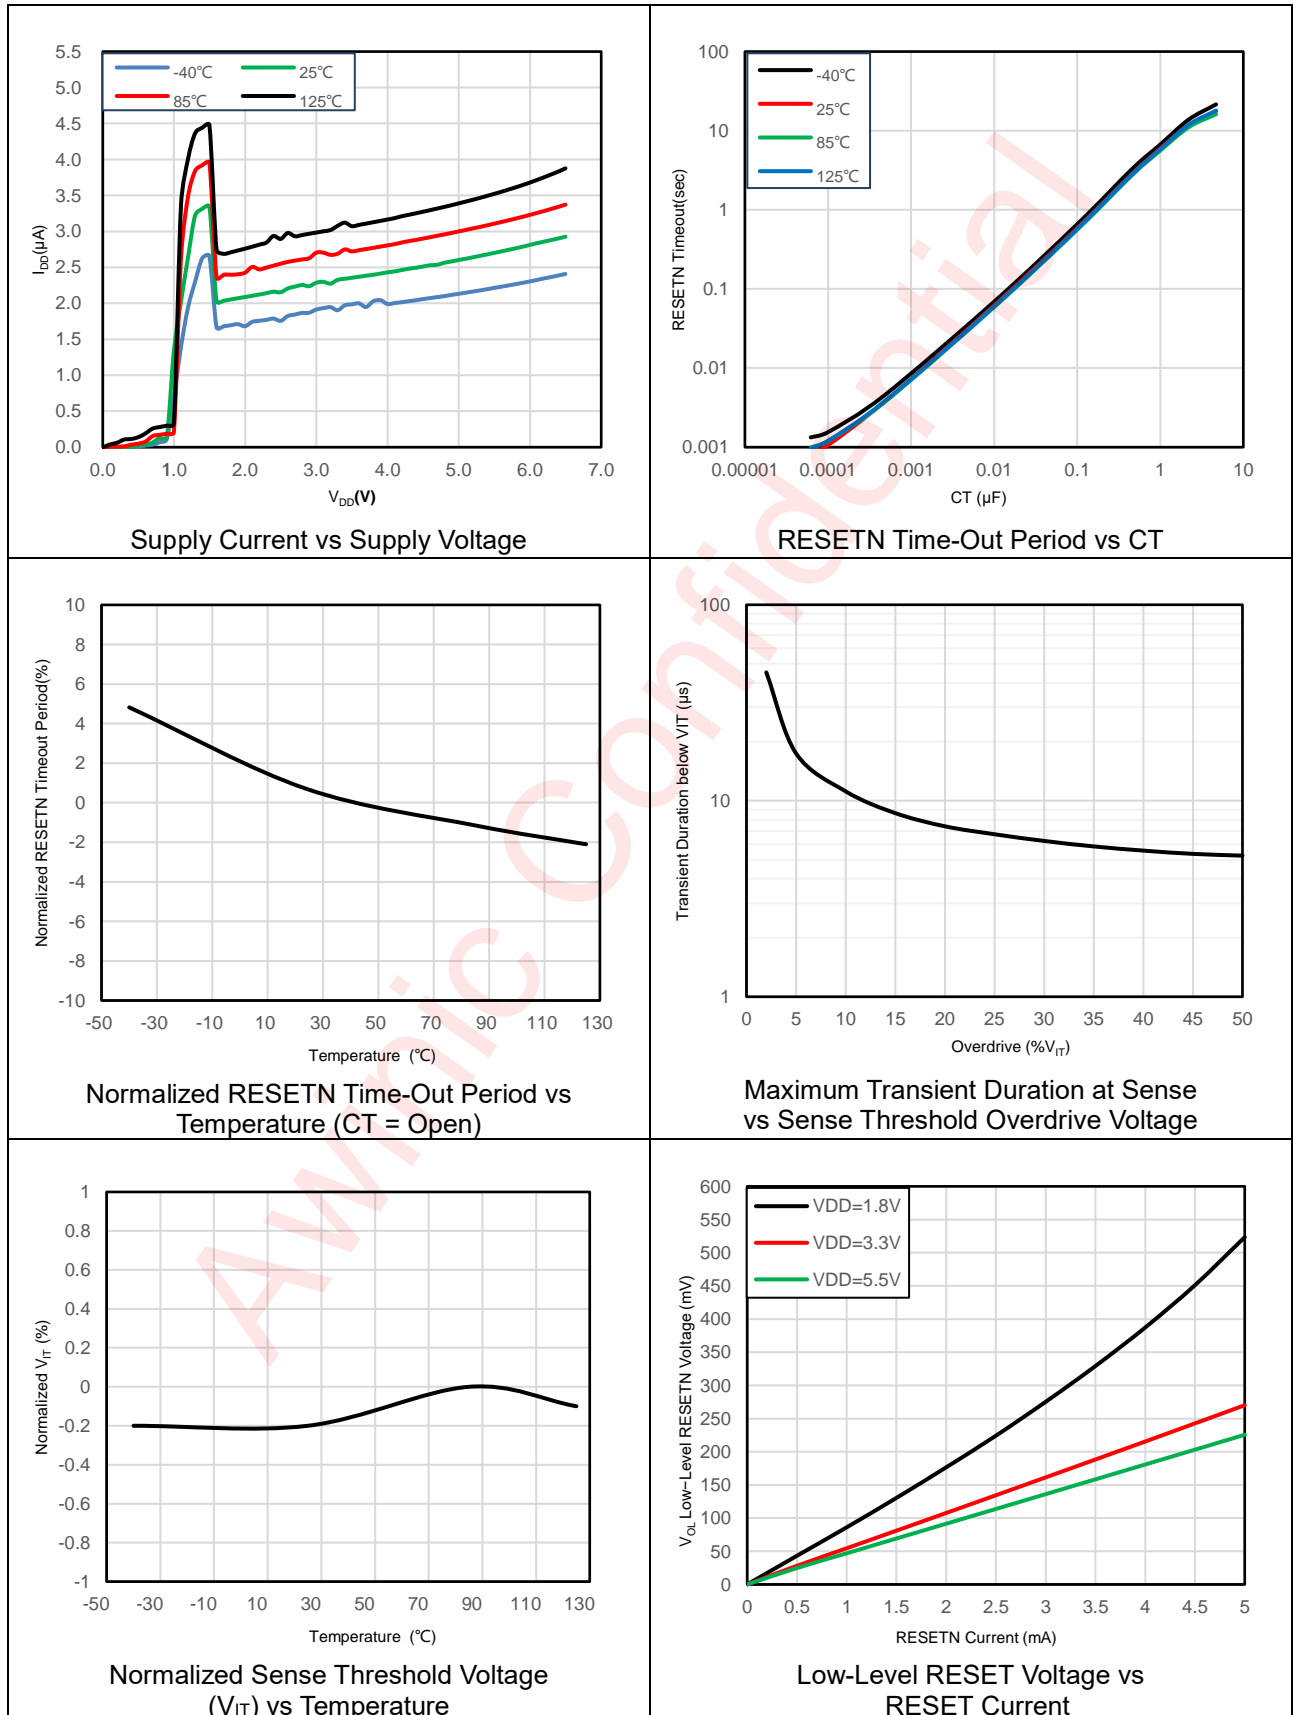 5.5
5.0
4.5
4.0
3.5
3.0
2.5
2.0
1.5
1.0
0.5
0.0
-40℃
25℃
85℃
125℃
I_DD(µA)
0.0 1.0 2.0 3.0 4.0 5.0 6.0 7.0
V_DD(V)
Supply Current vs Supply Voltage
100
10
1
0.1
0.01
0.001
-40℃
25℃
85℃
125℃
RESETN Timeout(sec)
0.00001 0.0001 0.001 0.01 0.1 1 10
CT (µF)
RESETN Time-Out Period vs CT
10
8
6
4
2
0
-2
-4
-6
-8
-10
Normalized RESETN Timeout Period(%)
-50 -30 -10 10 30 50 70 90 110 130
Temperature (℃)
Normalized RESETN Time-Out Period vs
Temperature (CT = Open)
100
10
1
Transient Duration below VIT (µs)
0 5 10 15 20 25 30 35 40 45 50
Overdrive (%V_IT)
Maximum Transient Duration at Sense
vs Sense Threshold Overdrive Voltage
1
0.8
0.6
0.4
0.2
0
-0.2
-0.4
-0.6
-0.8
-1
Normalized V_IT (%)
-50 -30 -10 10 30 50 70 90 110 130
Temperature (℃)
Normalized Sense Threshold Voltage
(V_IT) vs Temperature
600
550
500
450
400
350
300
250
200
150
100
50
0
VDD=1.8V
VDD=3.3V
VDD=5.5V
V_OL Low−Level RESETN Voltage (mV)
0 0.5 1 1.5 2 2.5 3 3.5 4 4.5 5
RESETN Current (mA)
Low-Level RESET Voltage vs
RESET Current
Awinic Confidential